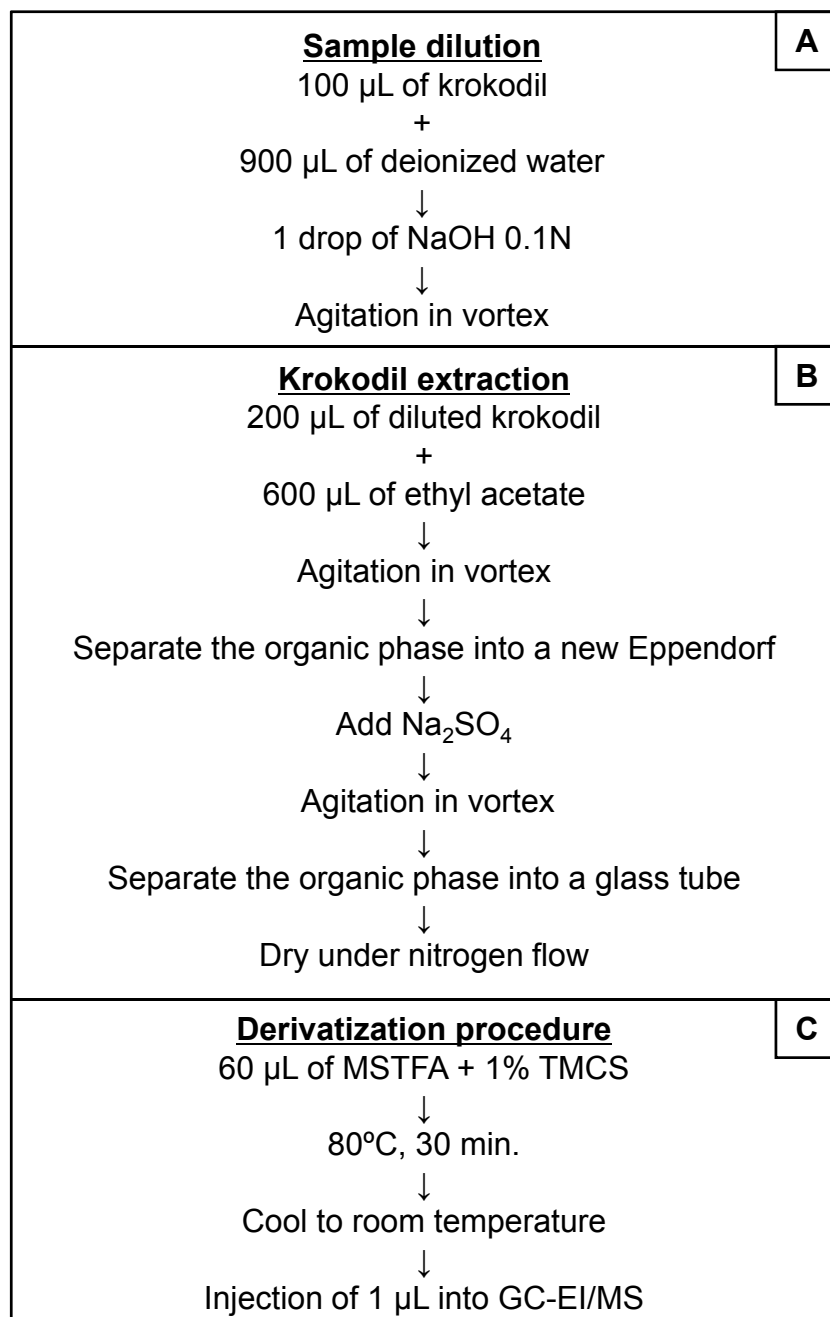 Sample dilution
A
100 µL of krokodil
+
900 µL of deionized water
↓
1 drop of NaOH 0.1N
↓
Agitation in vortex
Krokodil extraction
B
200 µL of diluted krokodil
+
600 µL of ethyl acetate
↓
Agitation in vortex
↓
Separate the organic phase into a new Eppendorf
↓
Add Na₂SO₄
↓
Agitation in vortex
↓
Separate the organic phase into a glass tube
↓
Dry under nitrogen flow
Derivatization procedure
C
60 µL of MSTFA + 1% TMCS
↓
80ºC, 30 min.
↓
Cool to room temperature
↓
Injection of 1 µL into GC-EI/MS